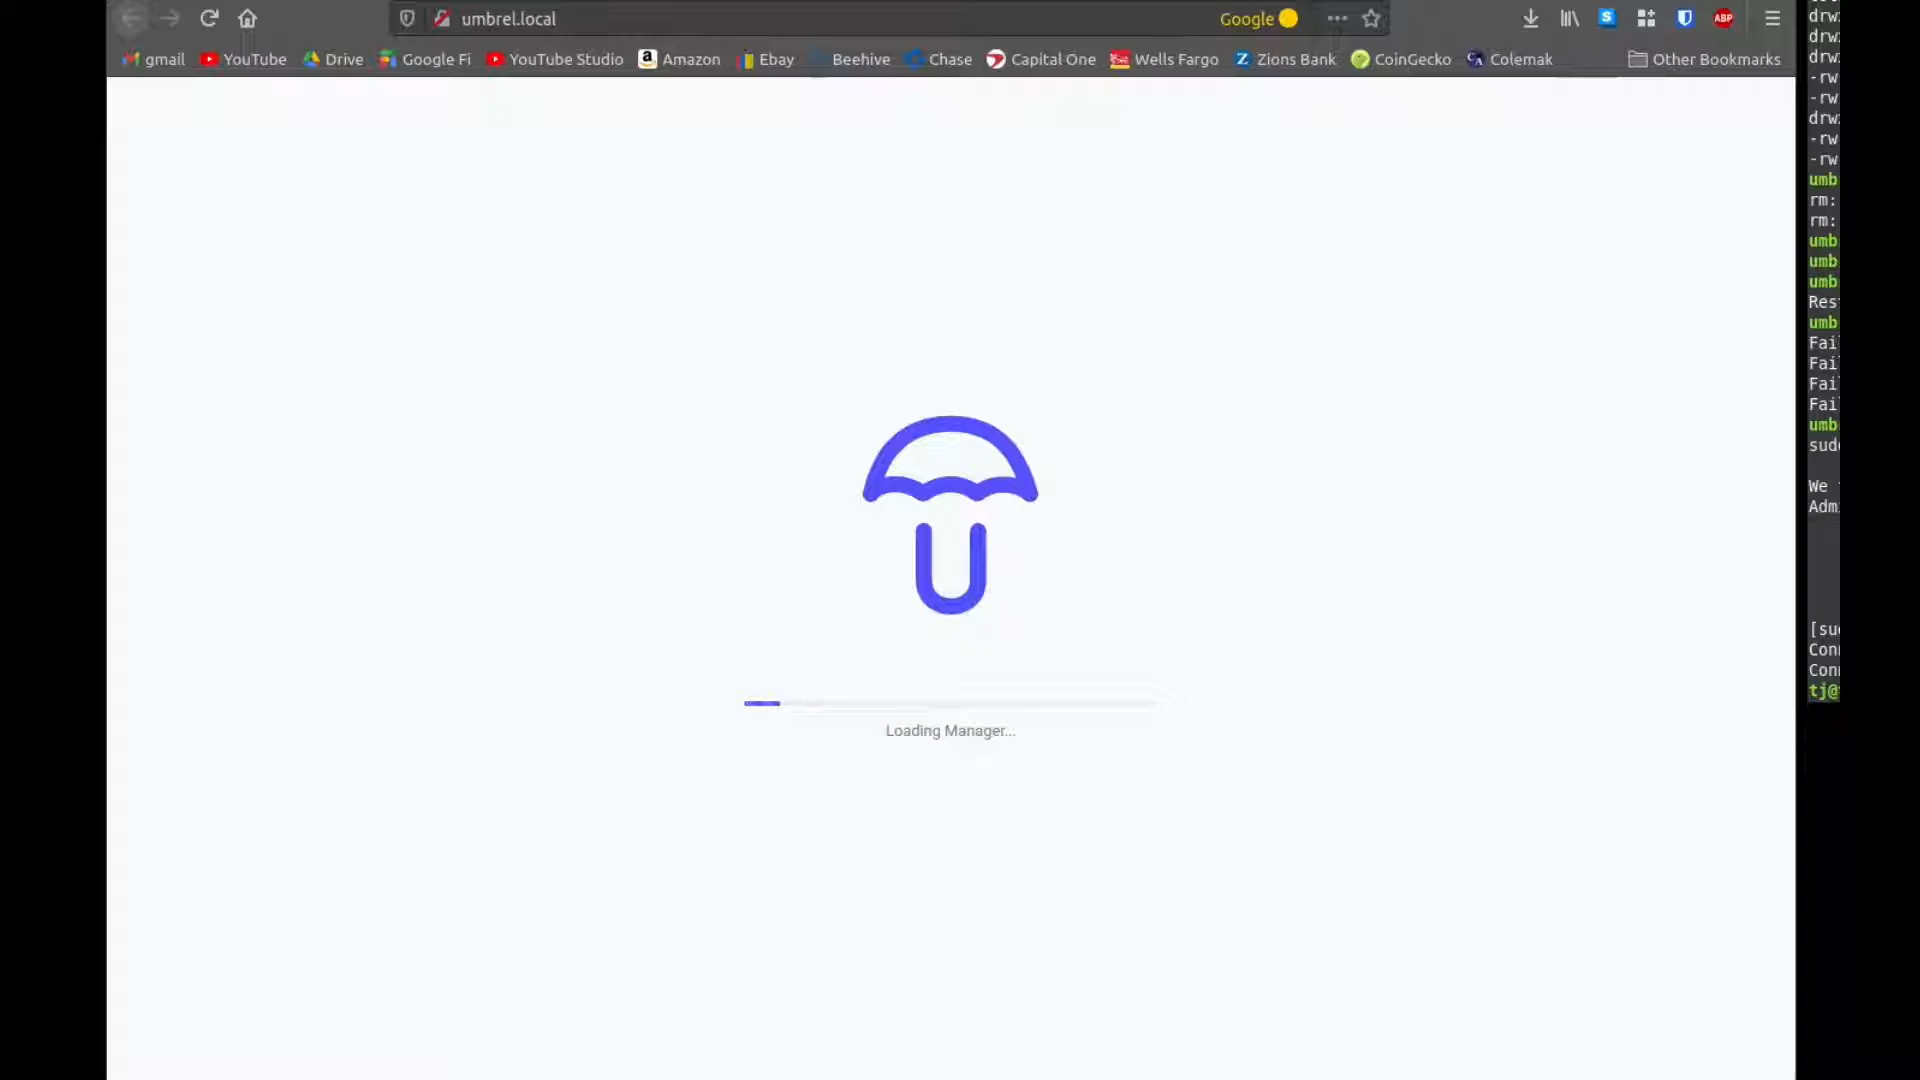 umbrel.local
Google
gmail YouTube Drive Google Fi YouTube Studio Amazon Ebay Beehive Chase Capital One Wells Fargo Zions Bank CoinGecko Colemak Other Bookmarks
ABP
Loading Manager...
drw
drw
drw
-rw
-rw
drw
-rw
-rw
umb
rm:
rm:
umb
umb
umb
Res
umb
Fai
Fai
Fai
Fai
umb
sud
We
Adm
[su
Con
Con
tj@